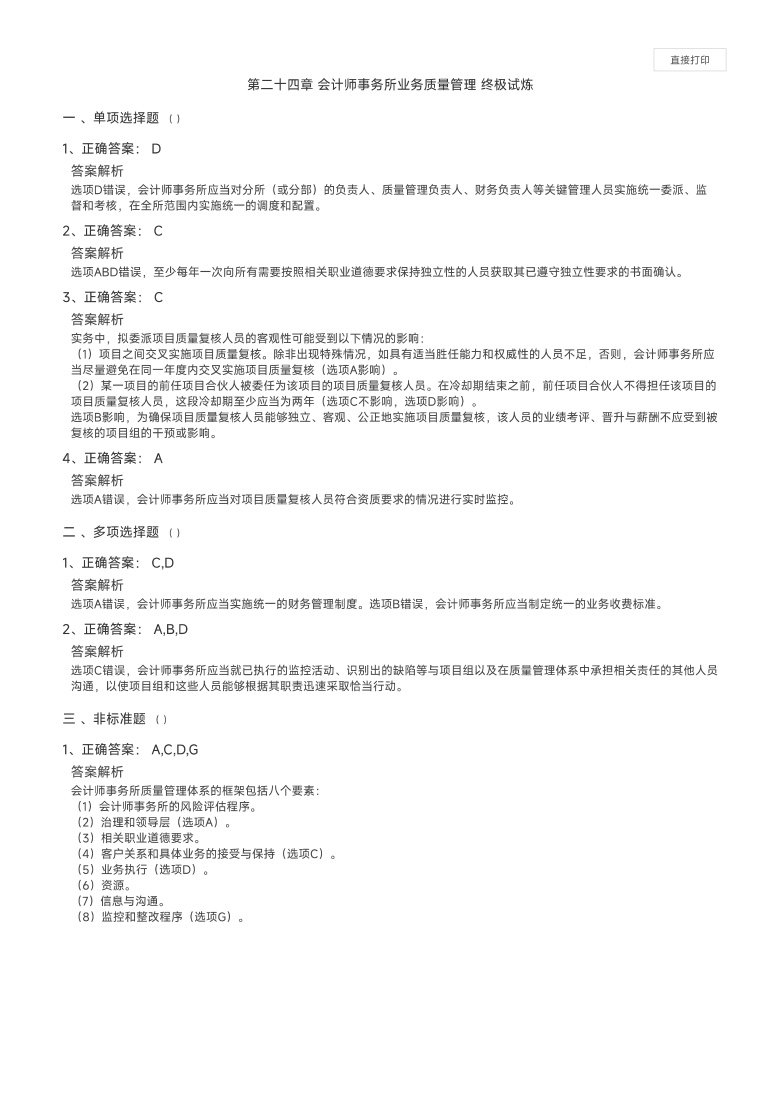 直接打印
第二十四章 会计师事务所业务质量管理 终极试炼
一 、单项选择题 （ ）
1、正确答案： D
答案解析
选项D错误，会计师事务所应当对分所（或分部）的负责人、质量管理负责人、财务负责人等关键管理人员实施统一委派、监
督和考核，在全所范围内实施统一的调度和配置。
2、正确答案： C
答案解析
选项ABD错误，至少每年一次向所有需要按照相关职业道德要求保持独立性的人员获取其已遵守独立性要求的书面确认。
3、正确答案： C
答案解析
实务中，拟委派项目质量复核人员的客观性可能受到以下情况的影响：
（1）项目之间交叉实施项目质量复核。除非出现特殊情况，如具有适当胜任能力和权威性的人员不足，否则，会计师事务所应
当尽量避免在同一年度内交叉实施项目质量复核（选项A影响）。
（2）某一项目的前任项目合伙人被委任为该项目的项目质量复核人员。在冷却期结束之前，前任项目合伙人不得担任该项目的
项目质量复核人员，这段冷却期至少应当为两年（选项C不影响，选项D影响）。
选项B影响，为确保项目质量复核人员能够独立、客观、公正地实施项目质量复核，该人员的业绩考评、晋升与薪酬不应受到被
复核的项目组的干预或影响。
4、正确答案： A
答案解析
选项A错误，会计师事务所应当对项目质量复核人员符合资质要求的情况进行实时监控。
二 、多项选择题 （ ）
1、正确答案： C,D
答案解析
选项A错误，会计师事务所应当实施统一的财务管理制度。选项B错误，会计师事务所应当制定统一的业务收费标准。
2、正确答案： A,B,D
答案解析
选项C错误，会计师事务所应当就已执行的监控活动、识别出的缺陷等与项目组以及在质量管理体系中承担相关责任的其他人员
沟通，以使项目组和这些人员能够根据其职责迅速采取恰当行动。
三 、非标准题 （ ）
1、正确答案： A,C,D,G
答案解析
会计师事务所质量管理体系的框架包括八个要素：
（1）会计师事务所的风险评估程序。
（2）治理和领导层（选项A）。
（3）相关职业道德要求。
（4）客户关系和具体业务的接受与保持（选项C）。
（5）业务执行（选项D）。
（6）资源。
（7）信息与沟通。
（8）监控和整改程序（选项G）。